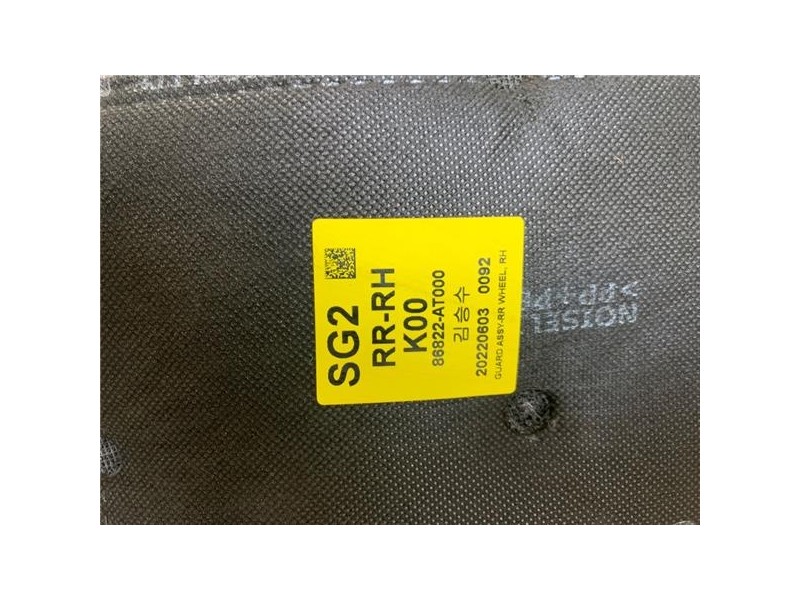 SG2
RR-RH
K00
86822-AT000
김승수
20220603 0092
GUARD ASSY-RR WHEEL, RH